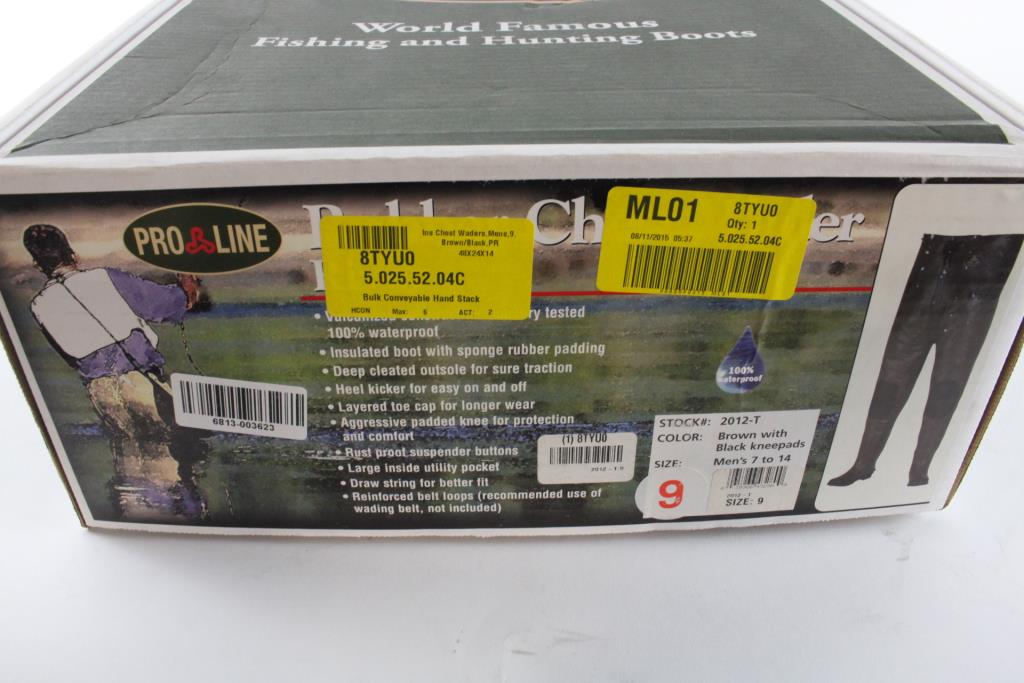 World Famous
Fishing and Hunting Boots
PRO LINE
Ins Chest Waders, Mens, 9,
Brown/Black, PR
48X24X14
8TYU0
5.025.52.04C
Bulk Conveyable Hand Stack
HCON Max: 6 ACT: 2
ML01 8TYU0
Qty: 1
08/11/2015 05:37 5.025.52.04C
tested
100% waterproof
• Insulated boot with sponge rubber padding
• Deep cleated outsole for sure traction
• Heel kicker for easy on and off
• Layered toe cap for longer wear
• Aggressive padded knee for protection
and comfort
• Rust proof suspender buttons
• Large inside utility pocket
• Draw string for better fit
• Reinforced belt loops (recommended use of
wading belt, not included)
6813-003623
100%
waterproof
(1) 8TYU0
2012-T-9
STOCK#: 2012-T
COLOR: Brown with
Black kneepads
SIZE: Men's 7 to 14
9
2012-T
SIZE: 9